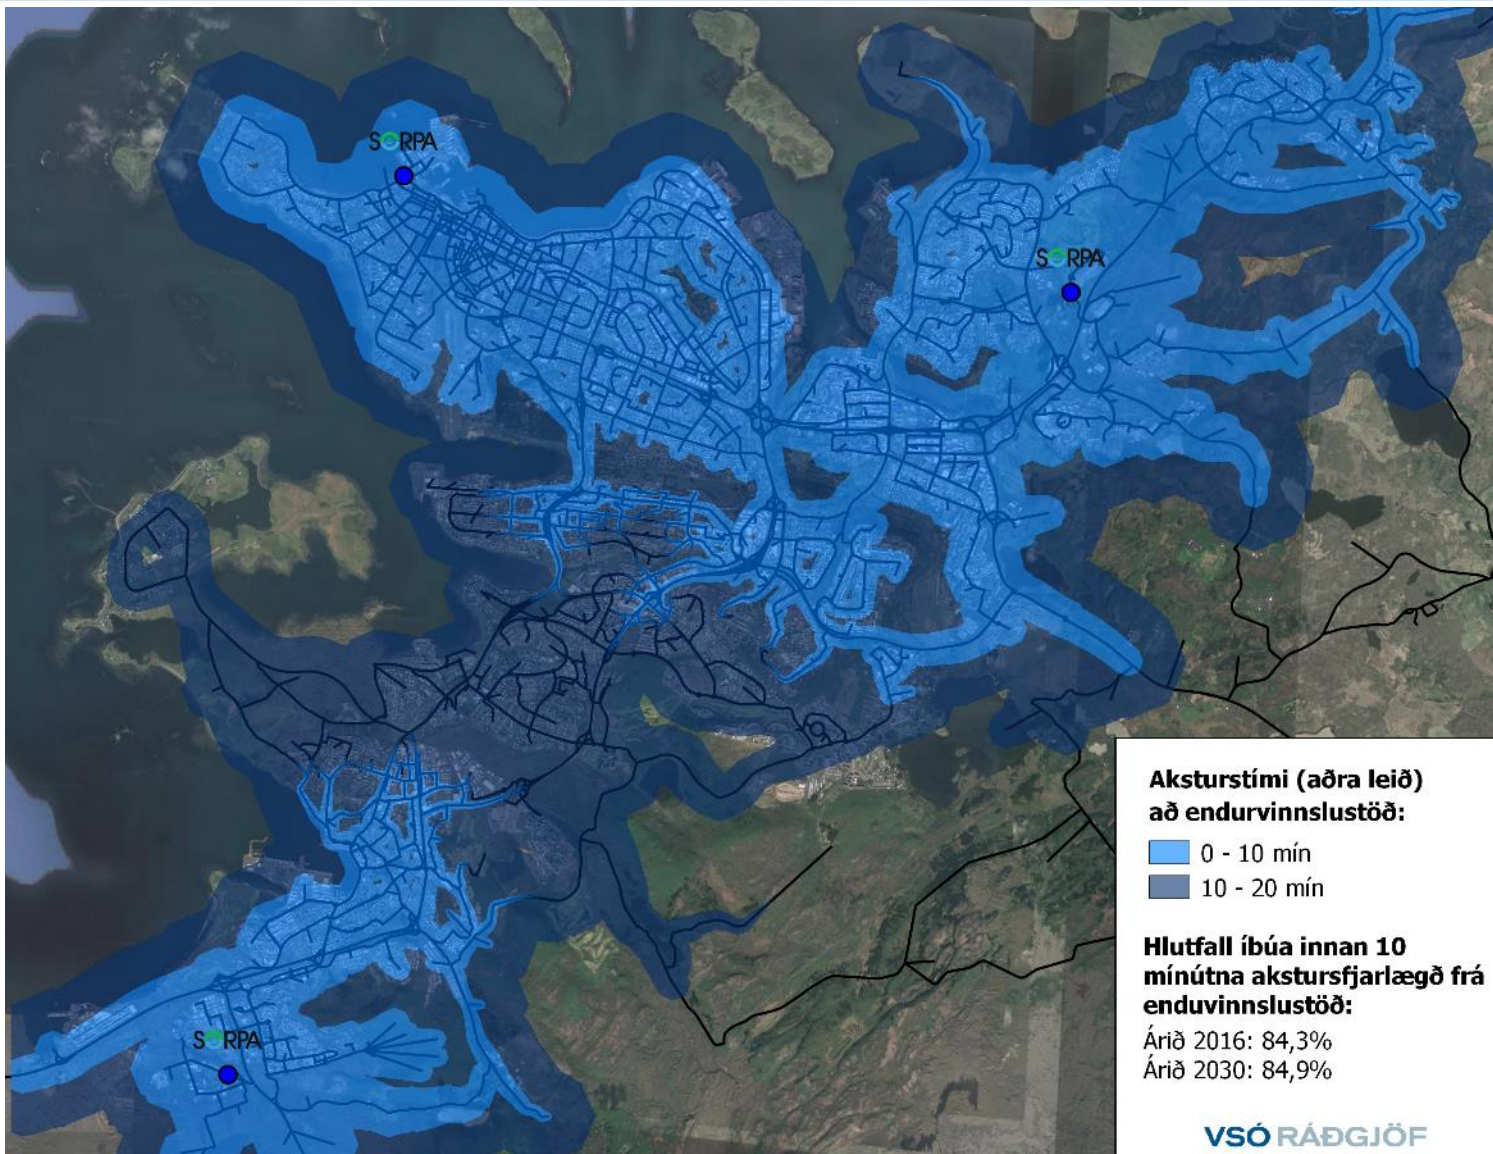 SORPA
SORPA
SORPA
Aksturstími (aðra leið)
að endurvinnslustöð:
0 - 10 mín
10 - 20 mín
Hlutfall íbúa innan 10
mínútna akstursfjarlægð frá
enduvinnslustöð:
Árið 2016: 84,3%
Árið 2030: 84,9%
VSÓ RÁÐGJÖF